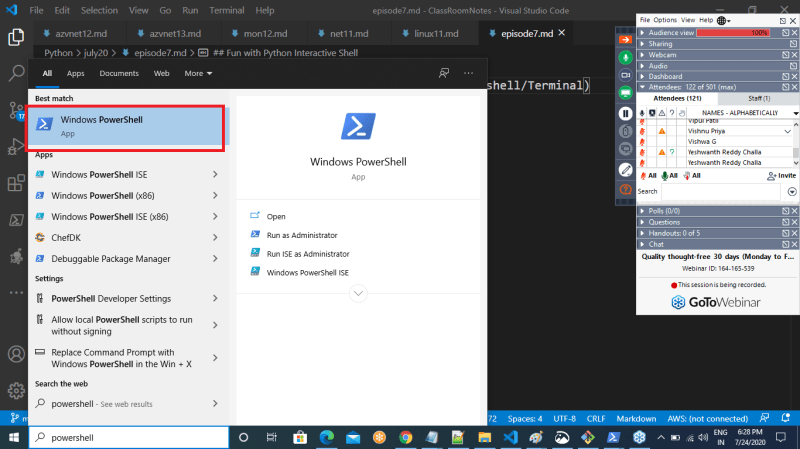 File Edit Selection View Go Run Terminal Help episode7.md - ClassRoomNotes - Visual Studio Code
azvnet12.md azvnet13.md mon12.md net11.md linux11.md episode7.md
Python > july20 > episode7.md > ## Fun with Python Interactive Shell
shell/Terminal)
All Apps Documents Web More
Best match
Windows PowerShell
App
Apps
Windows PowerShell ISE
Windows PowerShell (x86)
Windows PowerShell ISE (x86)
ChefDK
Debuggable Package Manager
Settings
PowerShell Developer Settings
Allow local PowerShell scripts to run
without signing
Replace Command Prompt with
Windows PowerShell in the Win + X
Search the web
powershell - See web results
powershell
Windows PowerShell
App
Open
Run as Administrator
Run ISE as Administrator
Windows PowerShell ISE
17
File Options View Help
Audience view 100%
Sharing
Webcam
Audio
Dashboard
Attendees: 122 of 501 (max)
Attendees (121) Staff (1)
NAMES - ALPHABETICALLY
Vipul Patil
Vishnu Priya
Vishwa G
Yeshwanth Reddy Challa
Yeshwanth Reddy Challa
All All All Invite
Search
Polls (0/0)
Questions
Handouts: 0 of 5
Chat
Quality thought-free 30 days (Monday to F...
Webinar ID: 164-165-539
This session is being recorded.
GoToWebinar
72 Spaces: 4 UTF-8 CRLF Markdown AWS: (not connected)
ENG
IN
6:28 PM
7/24/2020